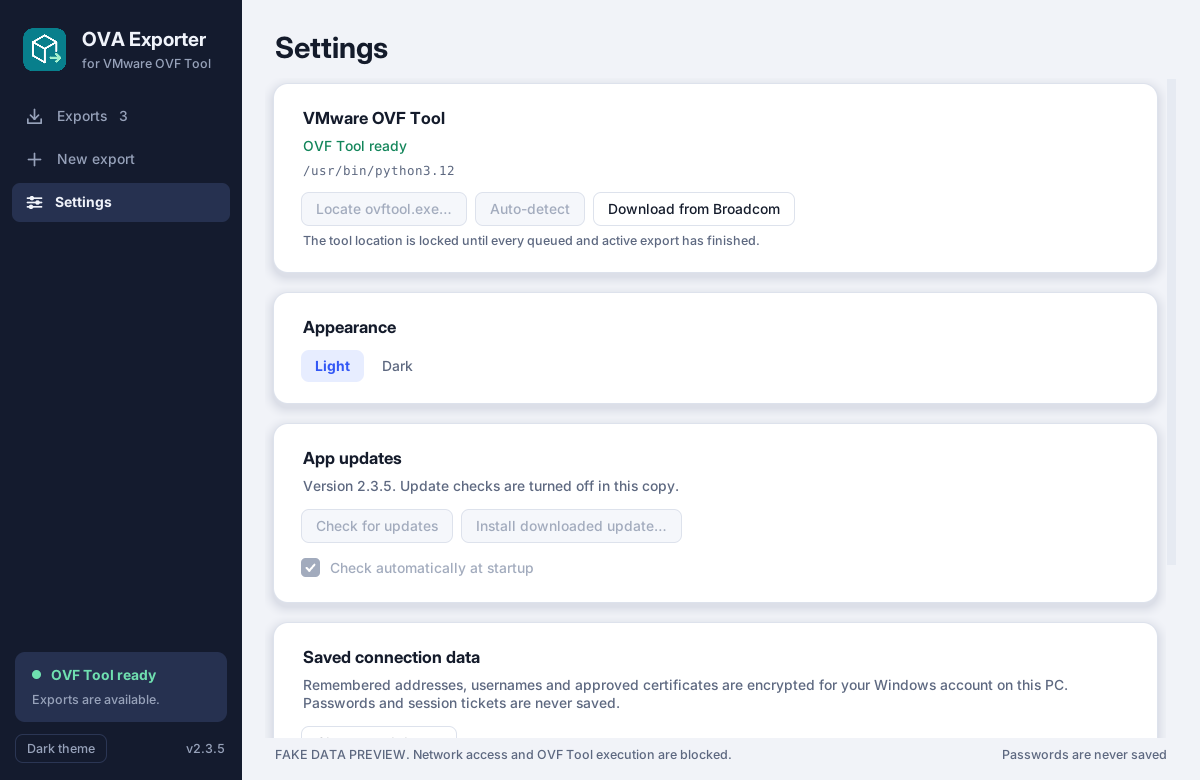 OVA Exporter
for VMware OVF Tool
Exports 3
New export
Settings
OVF Tool ready
Exports are available.
Dark theme
v2.3.5
Settings
VMware OVF Tool
OVF Tool ready
/usr/bin/python3.12
Locate ovftool.exe...
Auto-detect
Download from Broadcom
The tool location is locked until every queued and active export has finished.
Appearance
Light
Dark
App updates
Version 2.3.5. Update checks are turned off in this copy.
Check for updates
Install downloaded update...
Check automatically at startup
Saved connection data
Remembered addresses, usernames and approved certificates are encrypted for your Windows account on this PC.
Passwords and session tickets are never saved.
FAKE DATA PREVIEW. Network access and OVF Tool execution are blocked.
Passwords are never saved